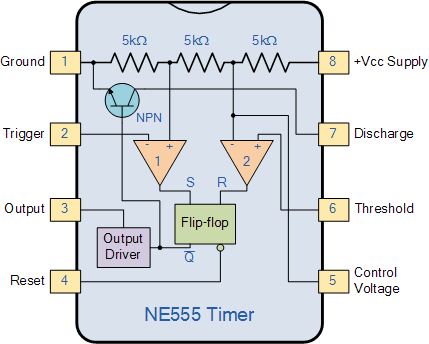 5kΩ 5kΩ 5kΩ
Ground 1 8 +Vcc Supply
NPN
Trigger 2 - + - + 7 Discharge
1 2
S R
Output 3 6 Threshold
Flip-flop
Output
Driver
Q̅
Reset 4 5 Control
Voltage
NE555 Timer